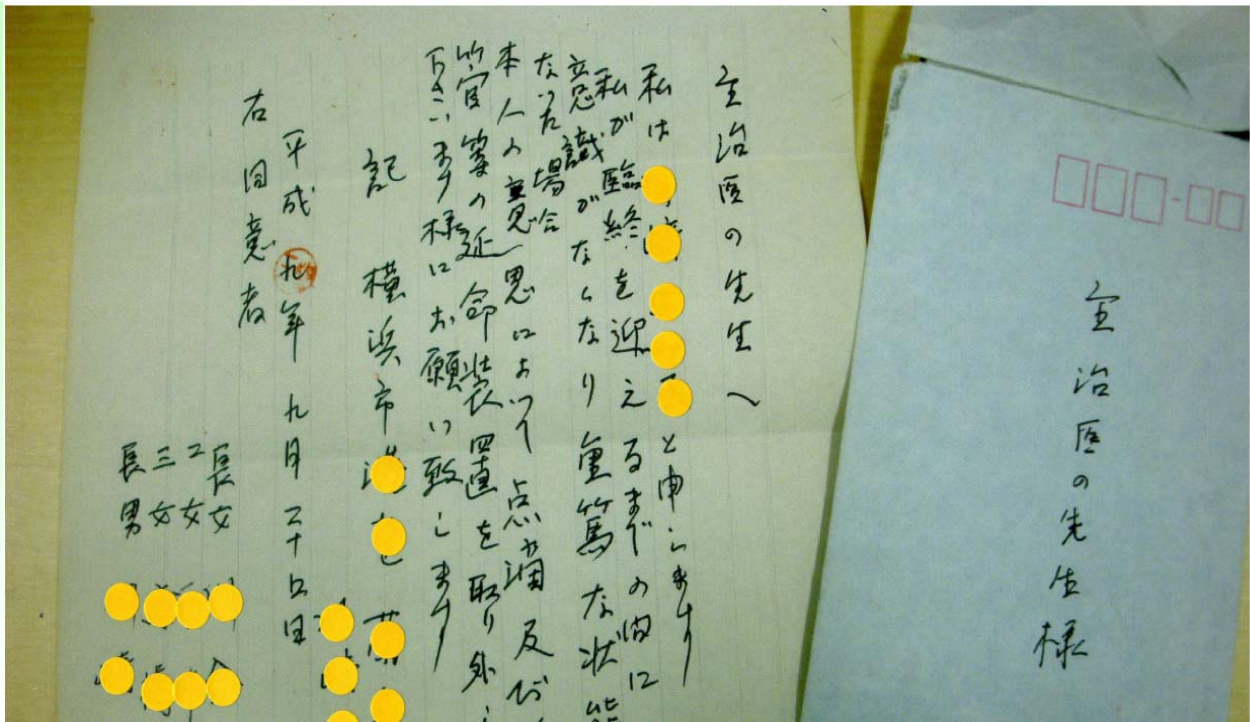 主治医の先生様
主治医の先生へ
私は と申します
私が臨終を迎えるまでの間に
意識がなくなり重篤な状態
なった場合
本人の意思によって点滴及び
管等の延命装置を取り外し
下さいます様にお願い致します
記 横浜市
平成九年 九月二十日
右同意者
長女
二女
三女
長男